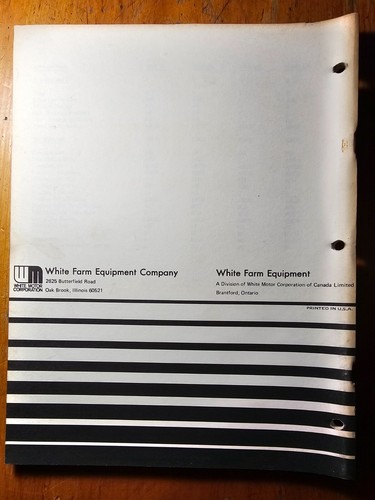 WM
WHITE MOTOR
CORPORATION
White Farm Equipment Company
2625 Butterfield Road
Oak Brook, Illinois 60521
White Farm Equipment
A Division of White Motor Corporation of Canada Limited
Brantford, Ontario
PRINTED IN U.S.A.